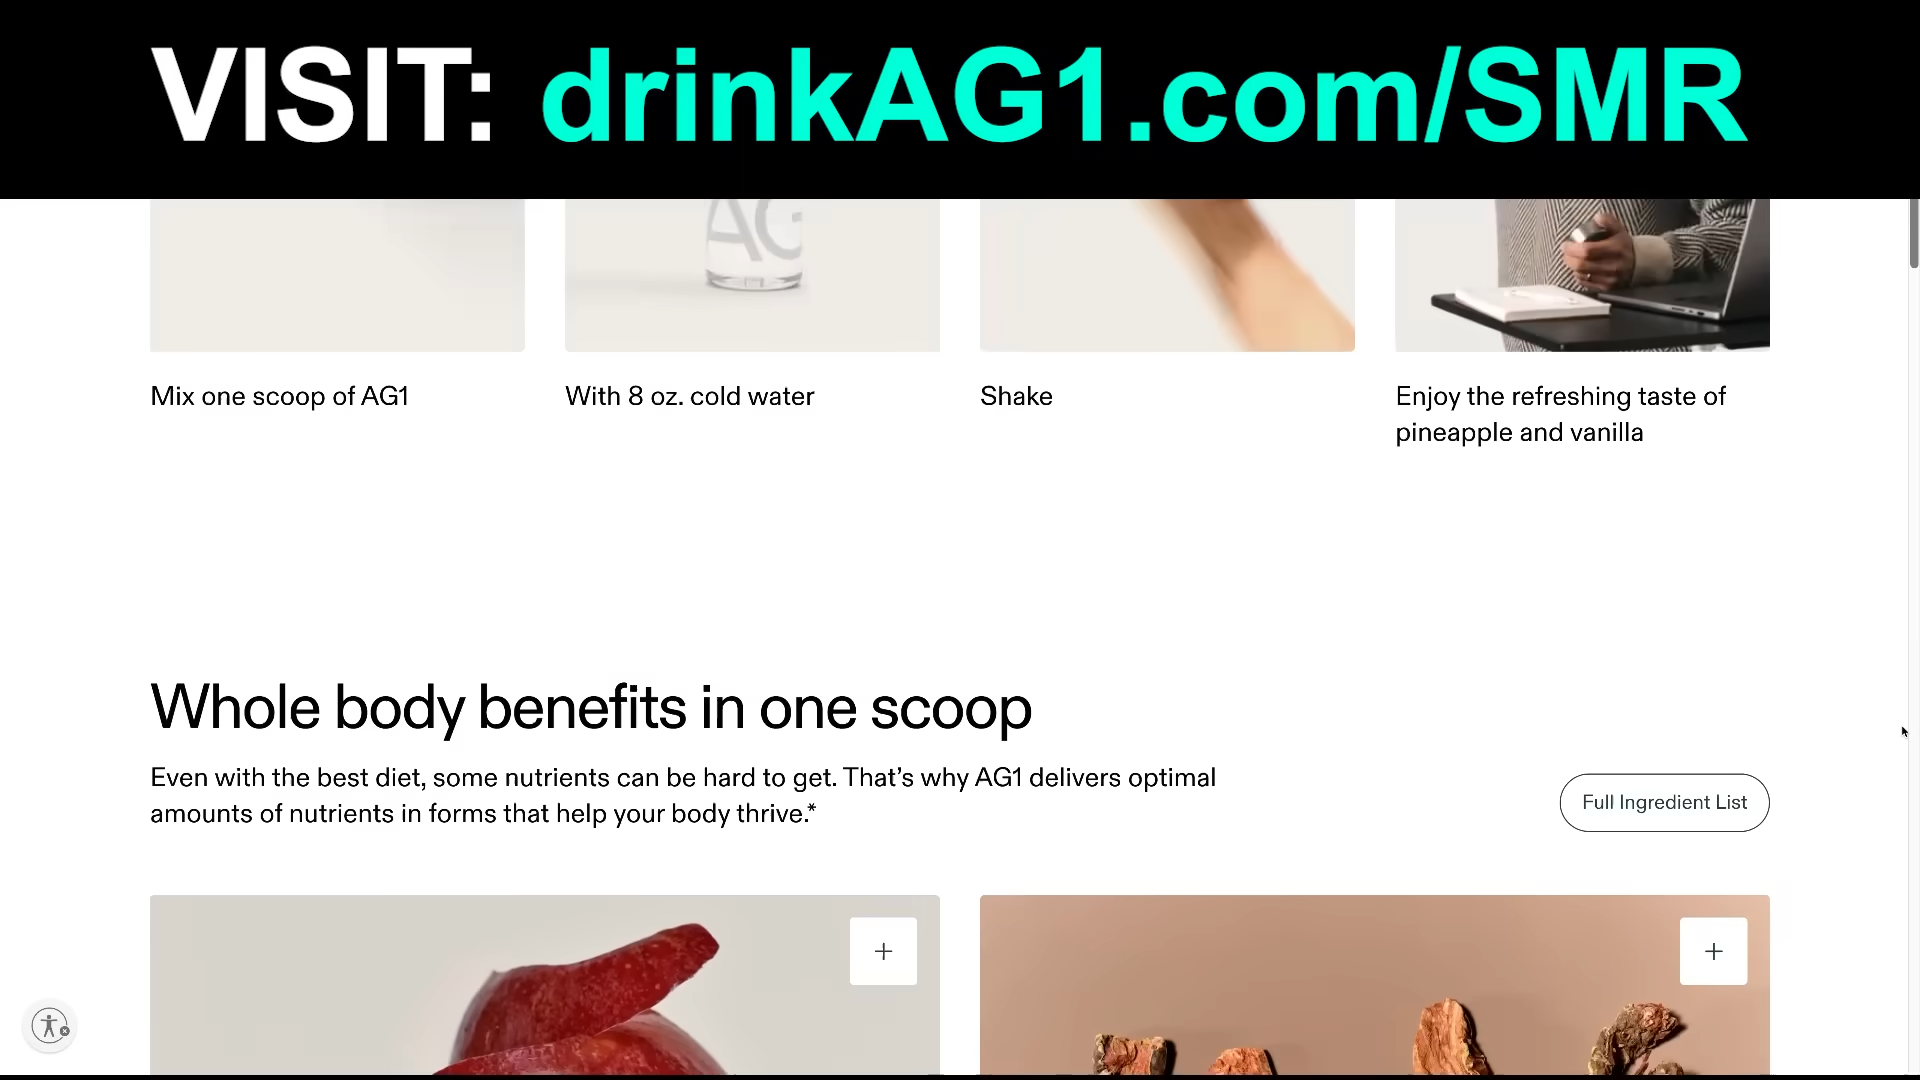 VISIT: drinkAG1.com/SMR
AG
Mix one scoop of AG1
With 8 oz. cold water
Shake
Enjoy the refreshing taste of
pineapple and vanilla
Whole body benefits in one scoop
Even with the best diet, some nutrients can be hard to get. That’s why AG1 delivers optimal
amounts of nutrients in forms that help your body thrive.*
Full Ingredient List